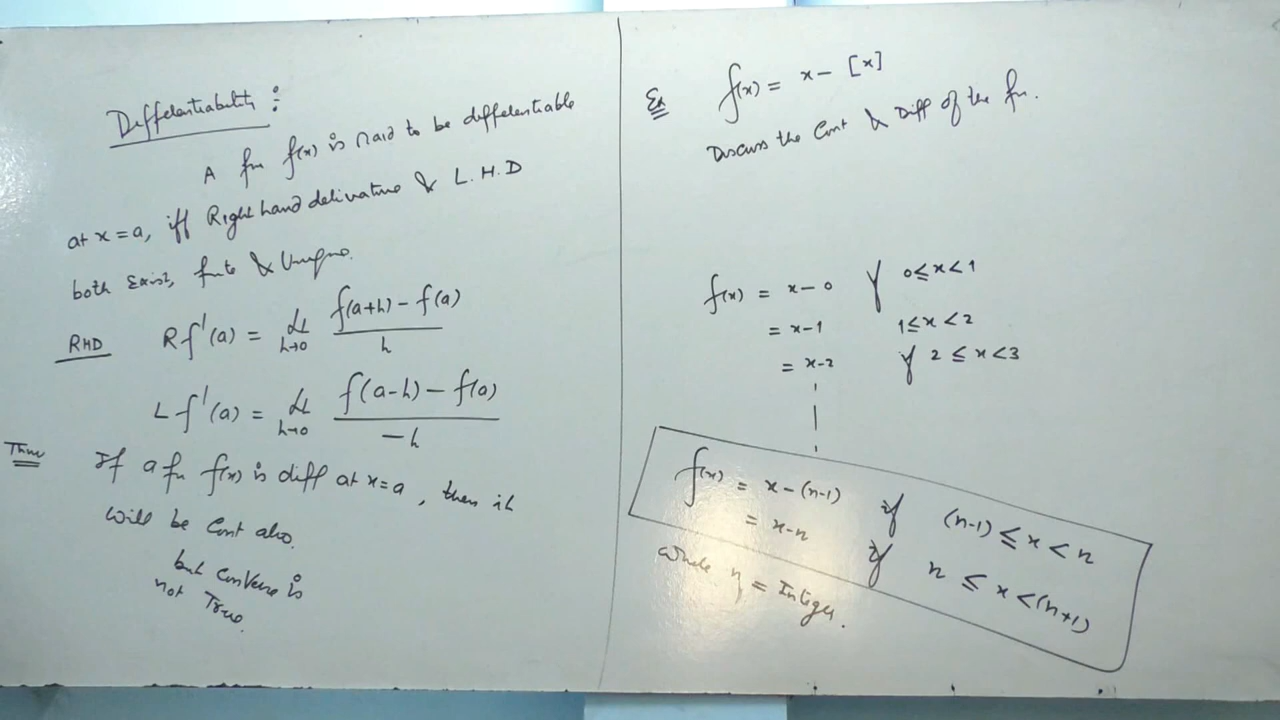 Differentiability :
A fn f(x) is said to be differentiable
at x = a, iff Right hand derivative & L.H.D
both Exist, finite & Unique.
RHD Rf'(a) = Lt h→0 f(a+h) - f(a) / h
Lf'(a) = Lt h→0 f(a-h) - f(a) / -h
Thm If a fn f(x) is diff at x=a, then it
will be Cont also.
but Converse is
not True.
Ex f(x) = x - [x]
Discuss the Cont & Diff of the fn.
f(x) = x - 0 if 0 ≤ x < 1
= x-1 1 ≤ x < 2
= x-2 if 2 ≤ x < 3
f(x) = x - (n-1) if (n-1) ≤ x < n
= x-n if n ≤ x < (n+1)
where n = Integer.